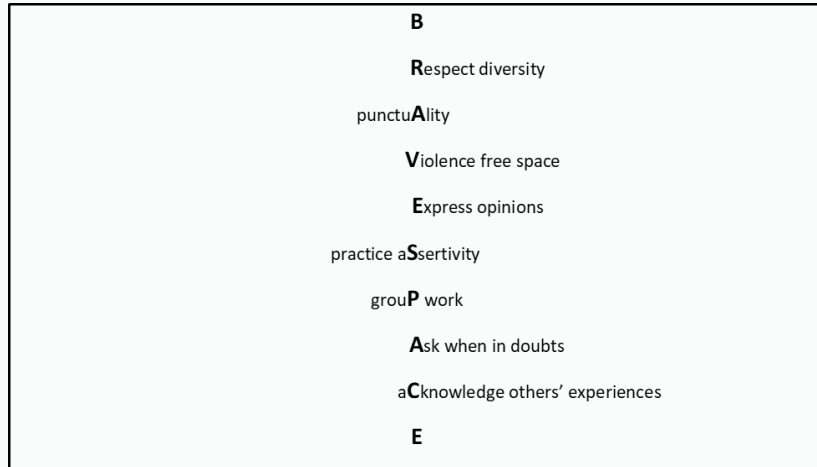 B
Respect diversity
punctuAlity
Violence free space
Express opinions
practice aSsertivity
grouP work
Ask when in doubts
aCknowledge others’ experiences
E